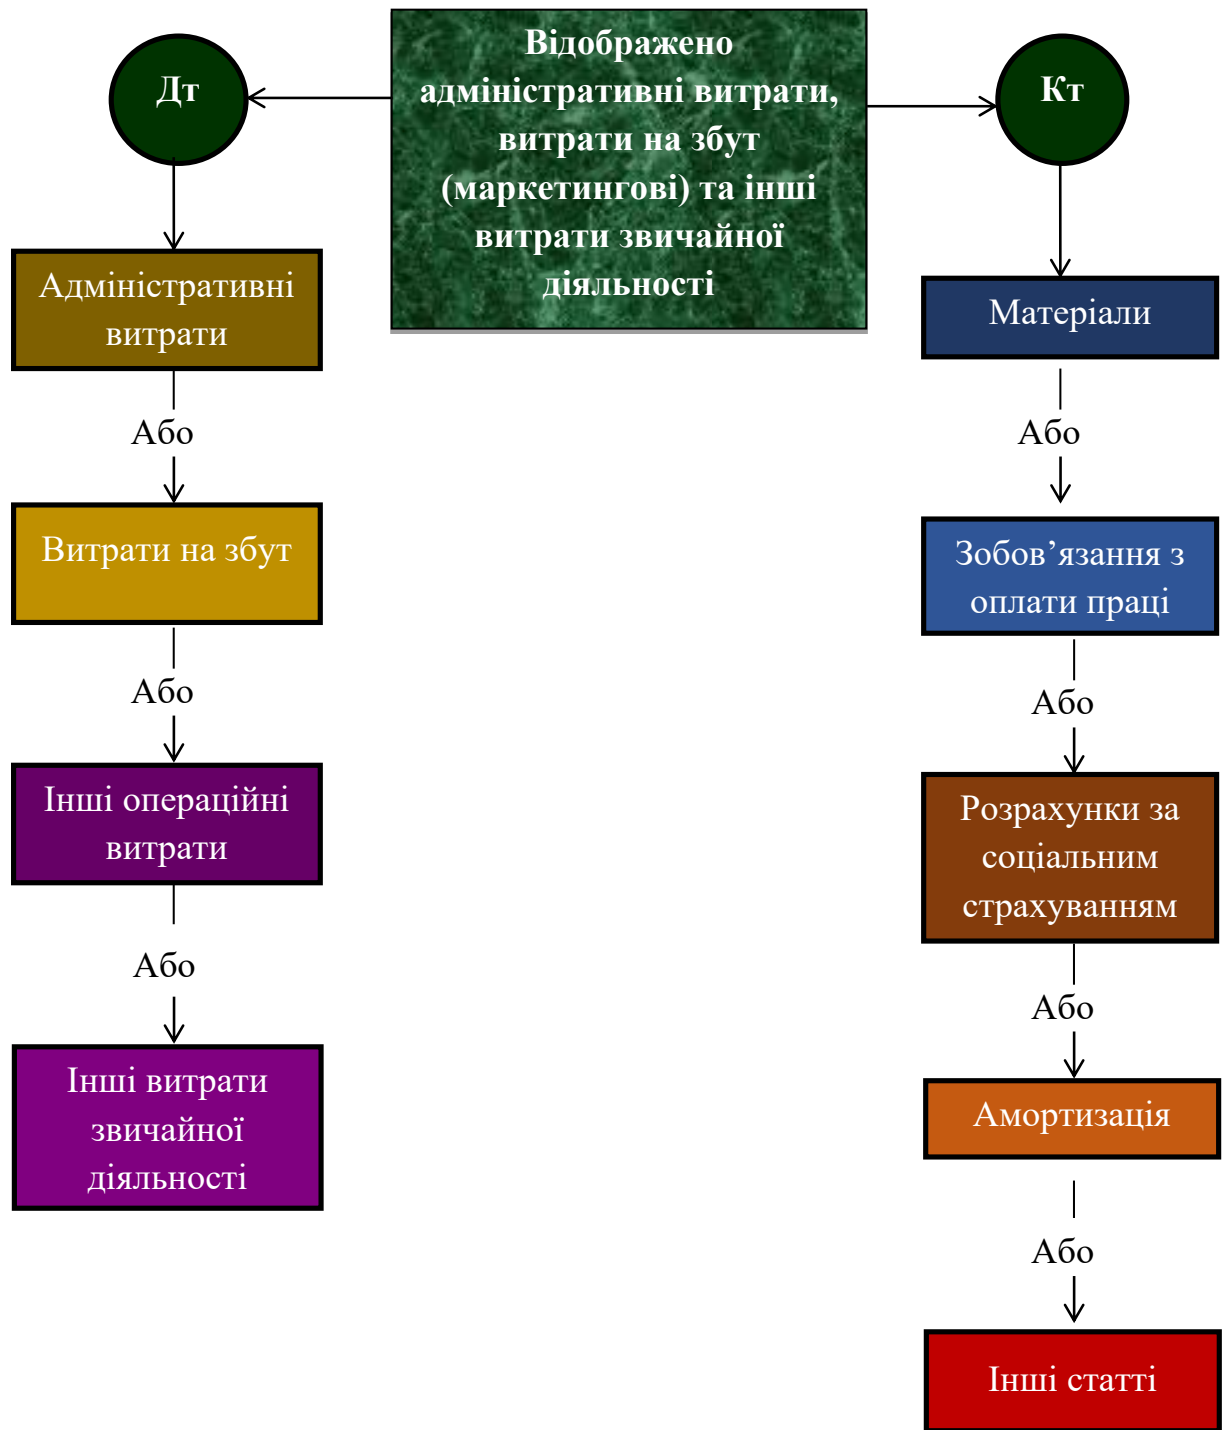 Відображено
адміністративні витрати,
витрати на збут
(маркетингові) та інші
витрати звичайної
діяльності
Дт
Адміністративні
витрати
Або
Витрати на збут
Або
Інші операційні
витрати
Або
Інші витрати
звичайної
діяльності
Кт
Матеріали
Або
Зобов’язання з
оплати праці
Або
Розрахунки за
соціальним
страхуванням
Або
Амортизація
Або
Інші статті